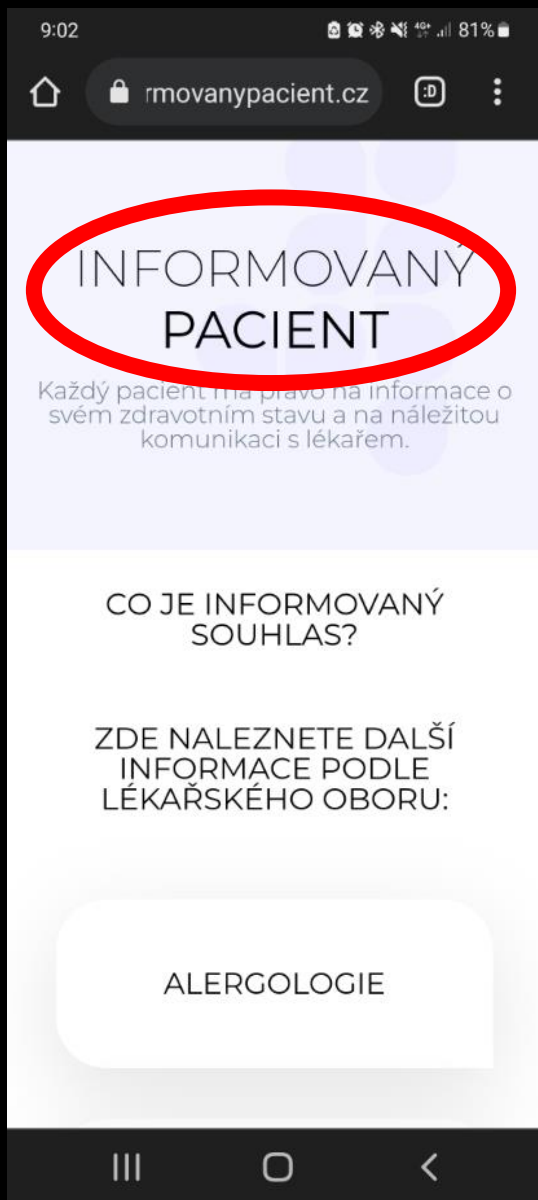 9:02
4G+ 81%
rmovanypacient.cz
:D
INFORMOVANÝ
PACIENT
Každý pacient má právo na informace o
svém zdravotním stavu a na náležitou
komunikaci s lékařem.
CO JE INFORMOVANÝ
SOUHLAS?
ZDE NALEZNETE DALŠÍ
INFORMACE PODLE
LÉKAŘSKÉHO OBORU:
ALERGOLOGIE